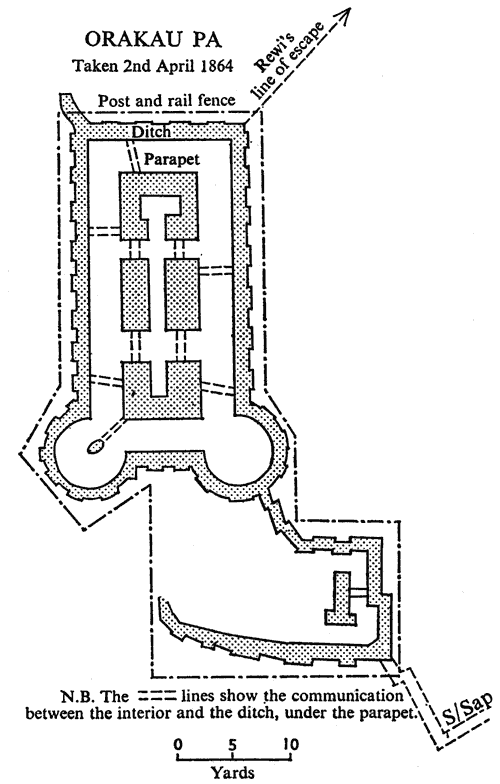 ORAKAU PA
Taken 2nd April 1864
Rewi's
line of escape
Post and rail fence
Ditch
Parapet
N.B. The === lines show the communication
between the interior and the ditch, under the parapet.
S/Sap
0 5 10
Yards